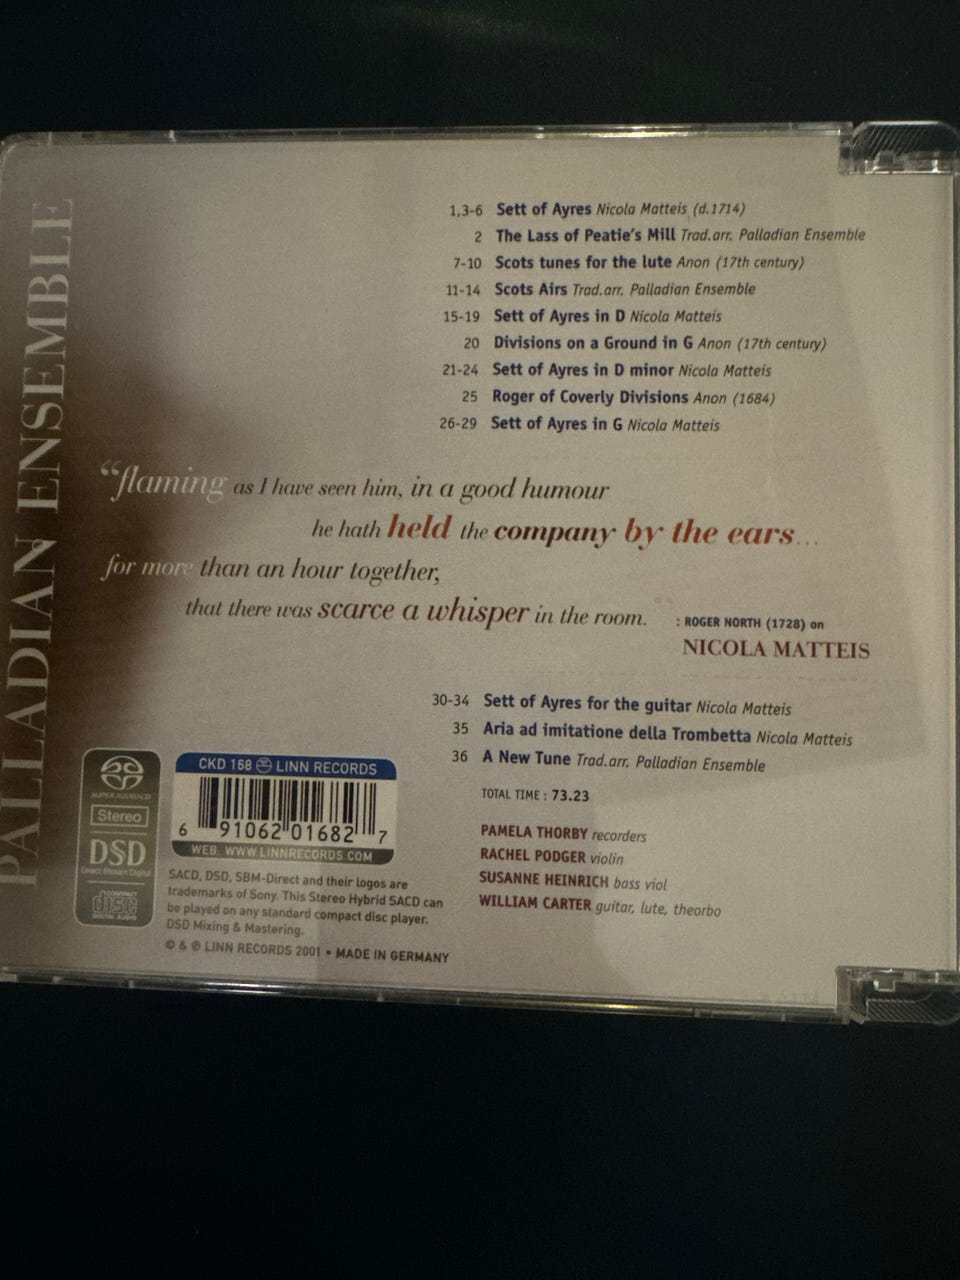 PALLADIAN ENSEMBLE
1,3-6 Sett of Ayres Nicola Matteis (d.1714)
2 The Lass of Peatie's Mill Trad.arr. Palladian Ensemble
7-10 Scots tunes for the lute Anon (17th century)
11-14 Scots Airs Trad.arr. Palladian Ensemble
15-19 Sett of Ayres in D Nicola Matteis
20 Divisions on a Ground in G Anon (17th century)
21-24 Sett of Ayres in D minor Nicola Matteis
25 Roger of Coverly Divisions Anon (1684)
26-29 Sett of Ayres in G Nicola Matteis
“flaming as I have seen him, in a good humour
he hath held the company by the ears...
for more than an hour together,
that there was scarce a whisper in the room.”
: ROGER NORTH (1728) on
NICOLA MATTEIS
30-34 Sett of Ayres for the guitar Nicola Matteis
35 Aria ad imitatione della Trombetta Nicola Matteis
36 A New Tune Trad.arr. Palladian Ensemble
TOTAL TIME : 73.23
PAMELA THORBY recorders
RACHEL PODGER violin
SUSANNE HEINRICH bass viol
WILLIAM CARTER guitar, lute, theorbo
SUPER AUDIO CD
Stereo
DSD
Direct Stream Digital
COMPACT
disc
DIGITAL AUDIO
CKD 168 LINN RECORDS
6 91062 01682 7
WEB. WWW.LINNRECORDS.COM
SACD, DSD, SBM-Direct and their logos are
trademarks of Sony. This Stereo Hybrid SACD can
be played on any standard compact disc player.
DSD Mixing & Mastering.
© & ℗ LINN RECORDS 2001 • MADE IN GERMANY